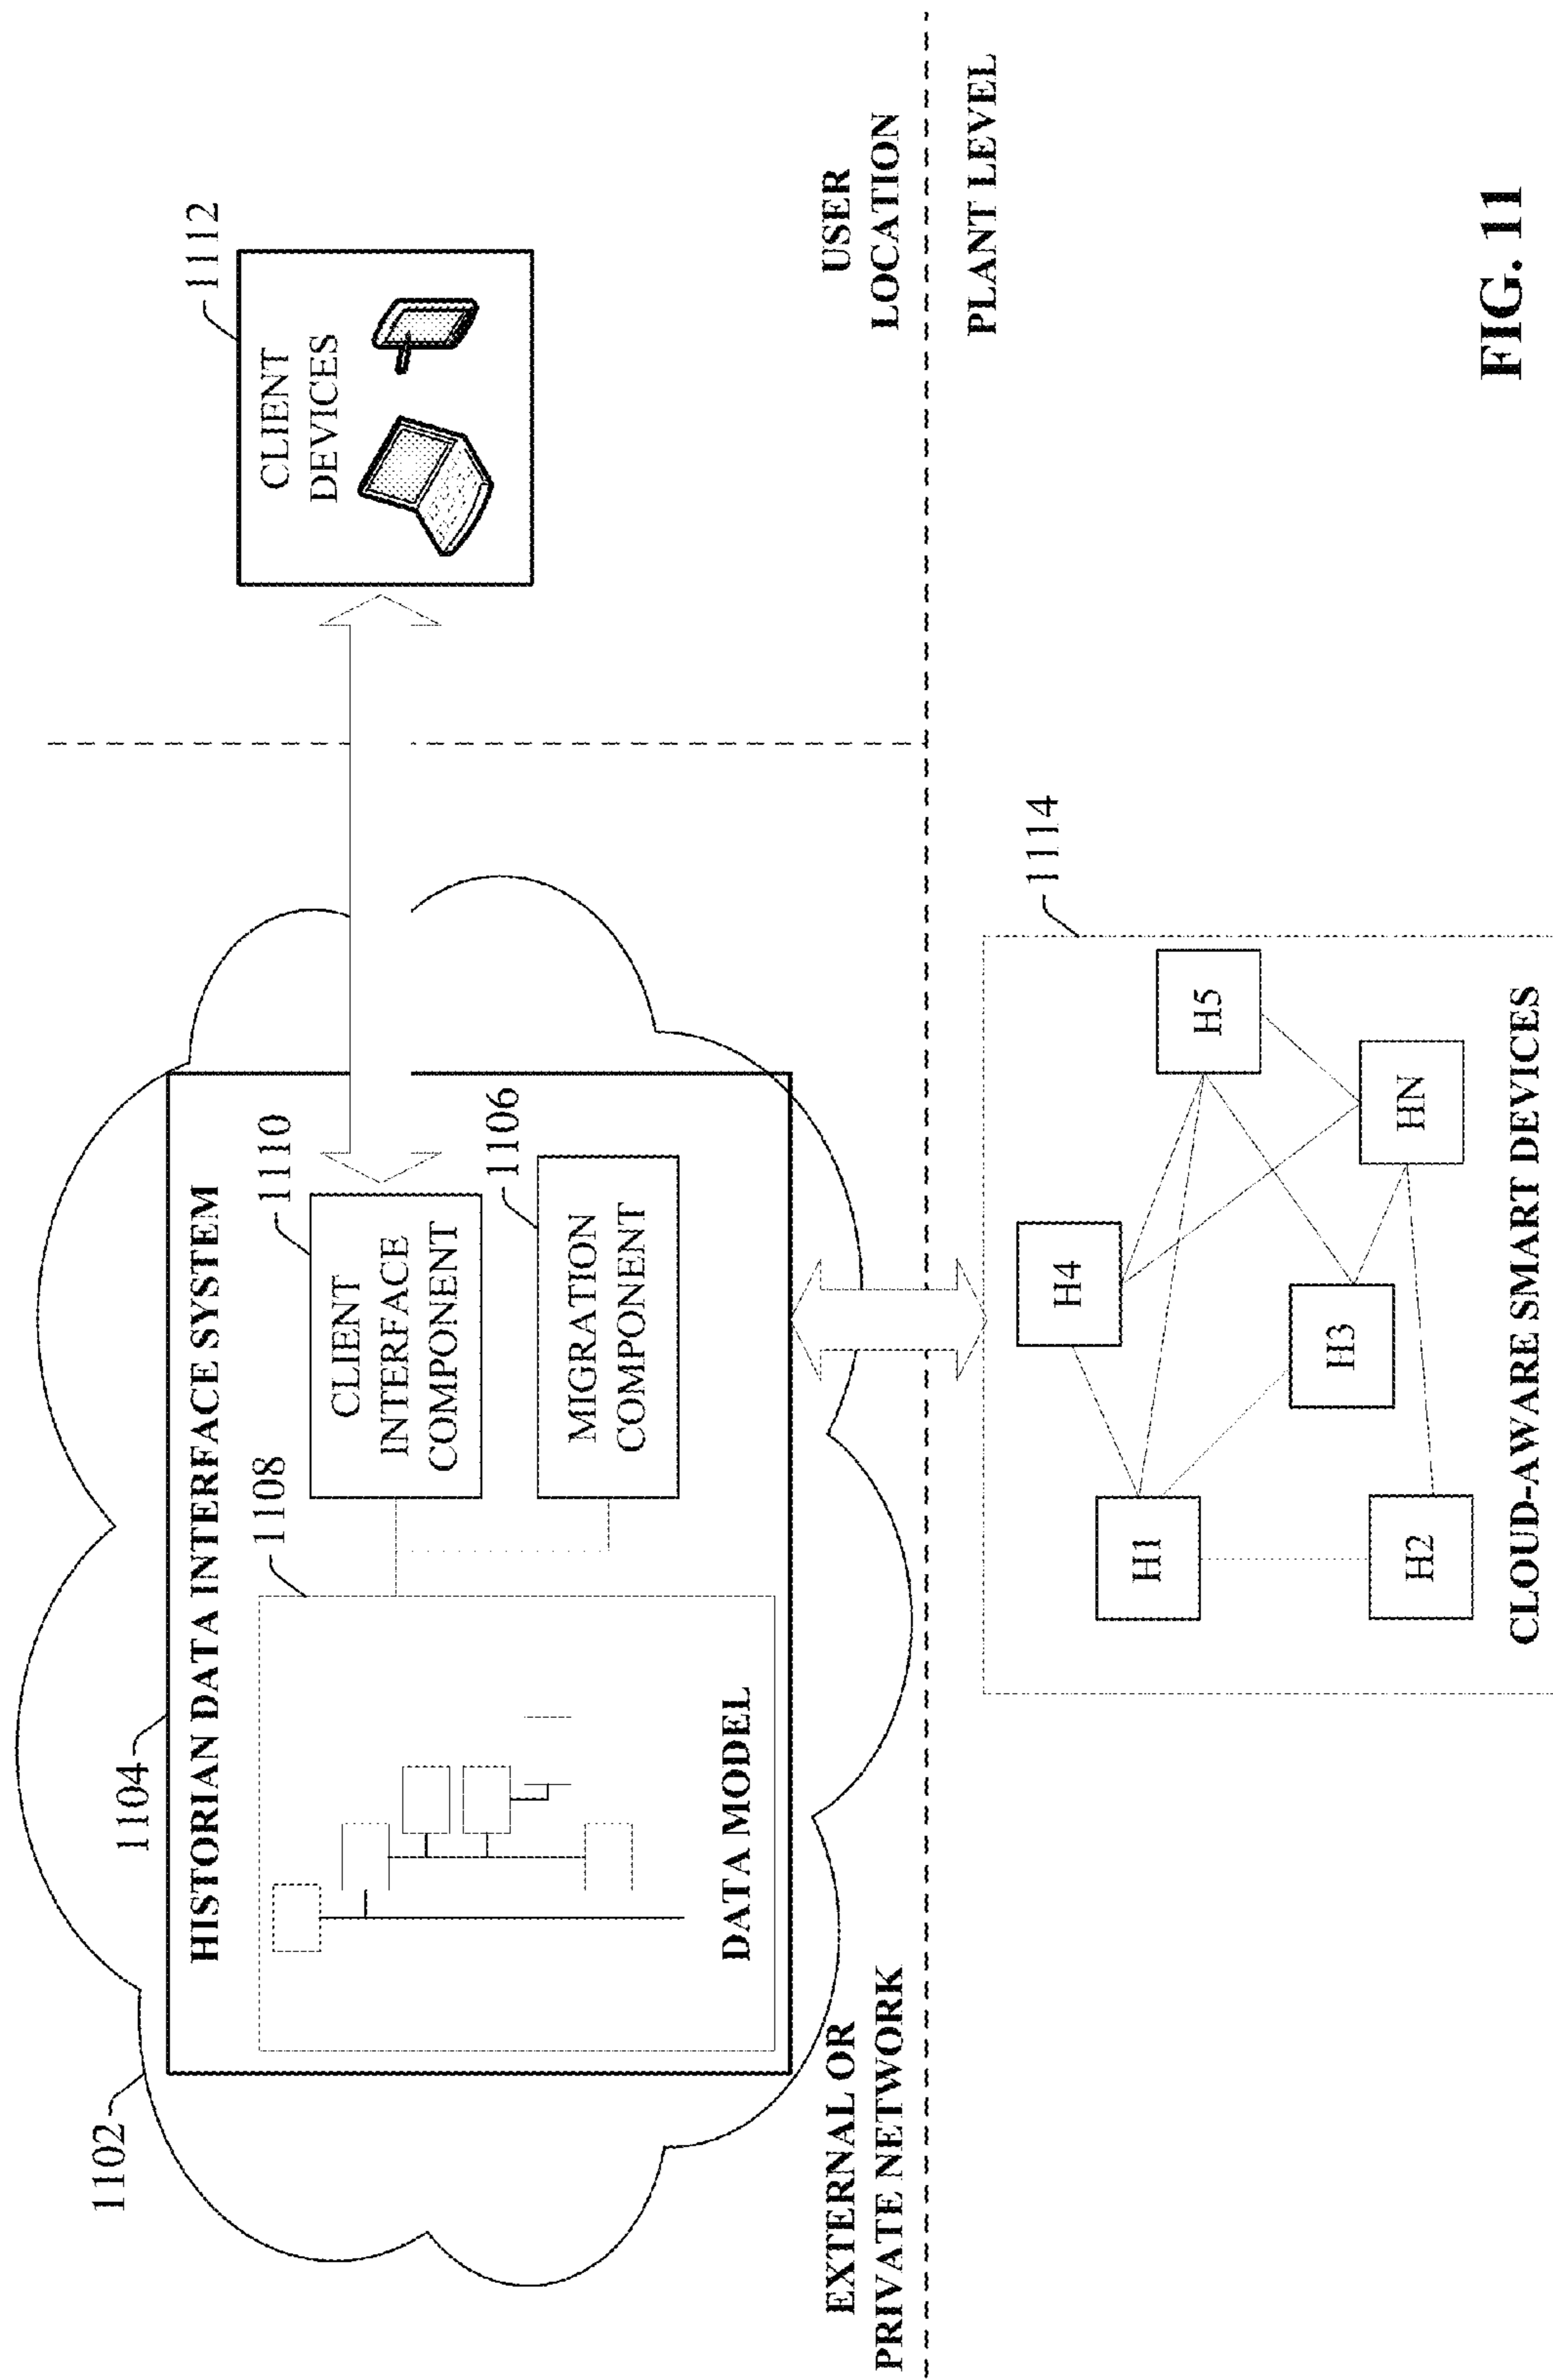 1102
1104
HISTORIAN DATA INTERFACE SYSTEM
1108
DATA MODEL
1110
CLIENT
INTERFACE
COMPONENT
1106
MIGRATION
COMPONENT
1112
CLIENT
DEVICES
EXTERNAL OR
PRIVATE NETWORK
USER
LOCATION
PLANT LEVEL
1114
H1
H2
H3
H4
H5
HN
CLOUD-AWARE SMART DEVICES
FIG. 11